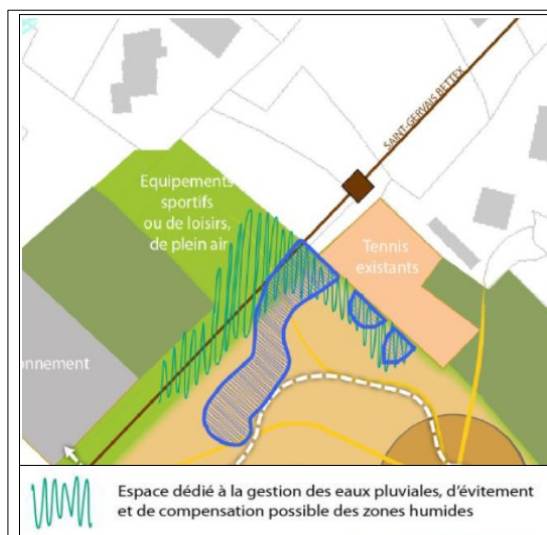 SAINT-GERVAIS BETTEX
Equipements
sportifs
ou de loisirs,
de plein air
Tennis
existants
onnement
Espace dédié à la gestion des eaux pluviales, d'évitement
et de compensation possible des zones humides